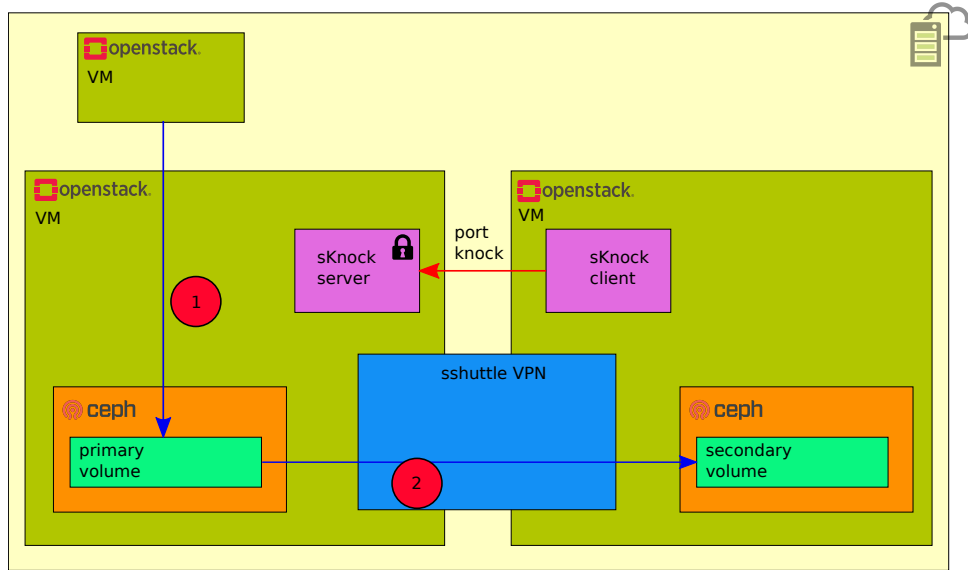 openstack.
VM
openstack.
VM
openstack.
VM
port
knock
sKnock
server
sKnock
client
1
sshuttle VPN
ceph
ceph
primary
volume
secondary
volume
2